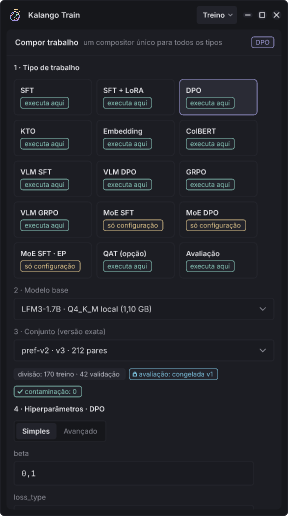 Kalango Train Treino
Compor trabalho um compositor único para todos os tipos DPO
1 · Tipo de trabalho
SFT SFT + LoRA DPO
executa aqui executa aqui executa aqui
KTO Embedding ColBERT
executa aqui executa aqui executa aqui
VLM SFT VLM DPO GRPO
executa aqui executa aqui executa aqui
VLM GRPO MoE SFT MoE DPO
executa aqui só configuração só configuração
MoE SFT · EP QAT (opção) Avaliação
só configuração executa aqui executa aqui
2 · Modelo base
LFM3-1.7B · Q4_K_M local (1,10 GB)
3 · Conjunto (versão exata)
pref-v2 · v3 · 212 pares
divisão: 170 treino · 42 validação avaliação: congelada v1
contaminação: 0
4 · Hiperparâmetros · DPO
Simples Avançado
beta
0,1
loss_type